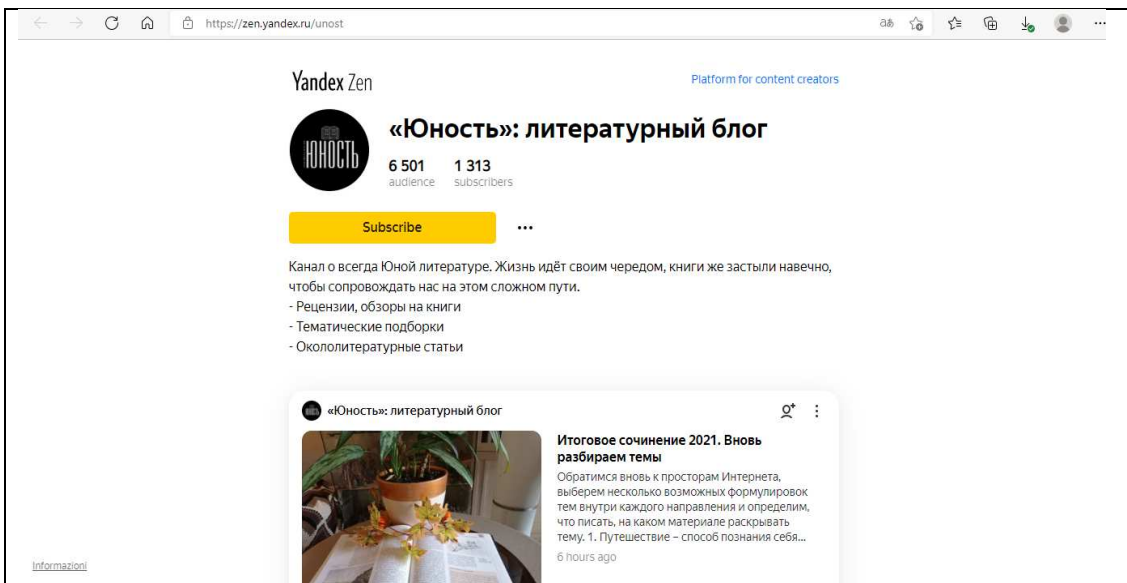 https://zen.yandex.ru/unost
Yandex Zen
Platform for content creators
ЮНОСТЬ
«Юность»: литературный блог
6 501 1 313
audience subscribers
Subscribe
Канал о всегда Юной литературе. Жизнь идёт своим чередом, книги же застыли навечно,
чтобы сопровождать нас на этом сложном пути.
- Рецензии, обзоры на книги
- Тематические подборки
- Окололитературные статьи
«Юность»: литературный блог
Итоговое сочинение 2021. Вновь
разбираем темы
Обратимся вновь к просторам Интернета,
выберем несколько возможных формулировок
тем внутри каждого направления и определим,
что писать, на каком материале раскрывать
тему. 1. Путешествие – способ познания себя...
6 hours ago
Informazioni